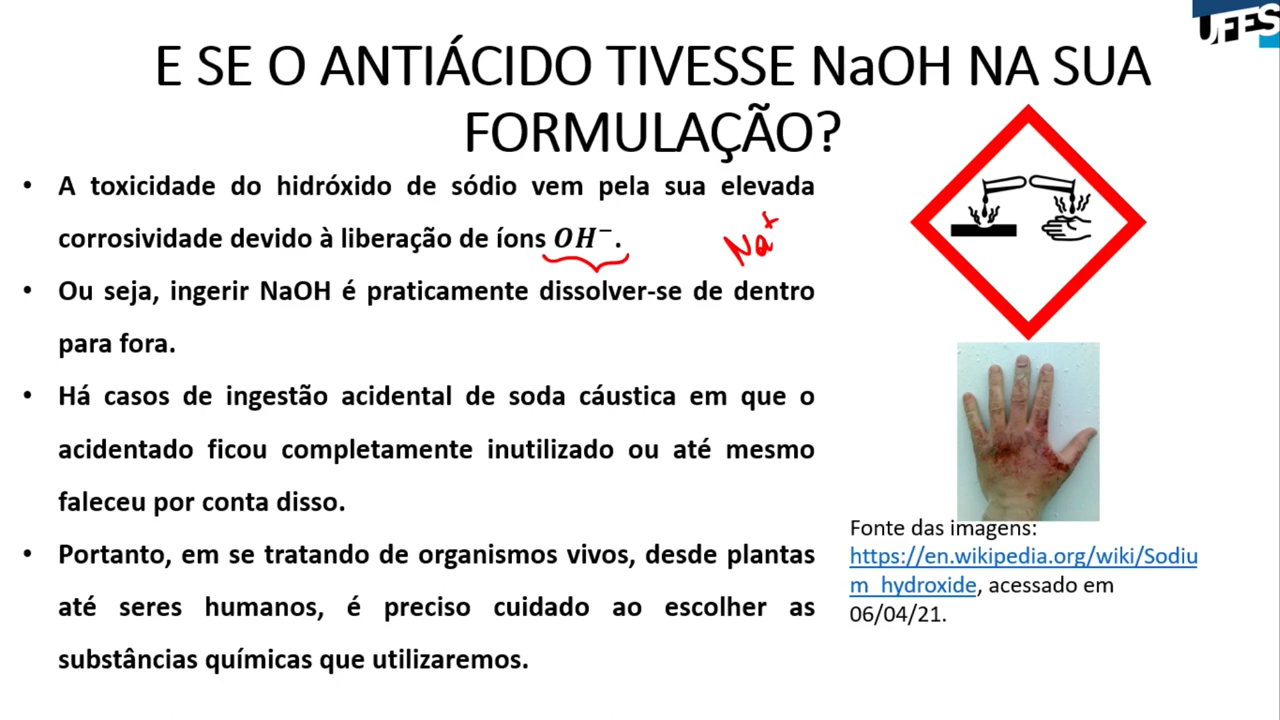 UFES
E SE O ANTIÁCIDO TIVESSE NaOH NA SUA
FORMULAÇÃO?
• A toxicidade do hidróxido de sódio vem pela sua elevada
corrosividade devido à liberação de íons OH⁻.
Na⁺
• Ou seja, ingerir NaOH é praticamente dissolver-se de dentro
para fora.
• Há casos de ingestão acidental de soda cáustica em que o
acidentado ficou completamente inutilizado ou até mesmo
faleceu por conta disso.
• Portanto, em se tratando de organismos vivos, desde plantas
até seres humanos, é preciso cuidado ao escolher as
substâncias químicas que utilizaremos.
Fonte das imagens:
https://en.wikipedia.org/wiki/Sodiu
m_hydroxide, acessado em
06/04/21.